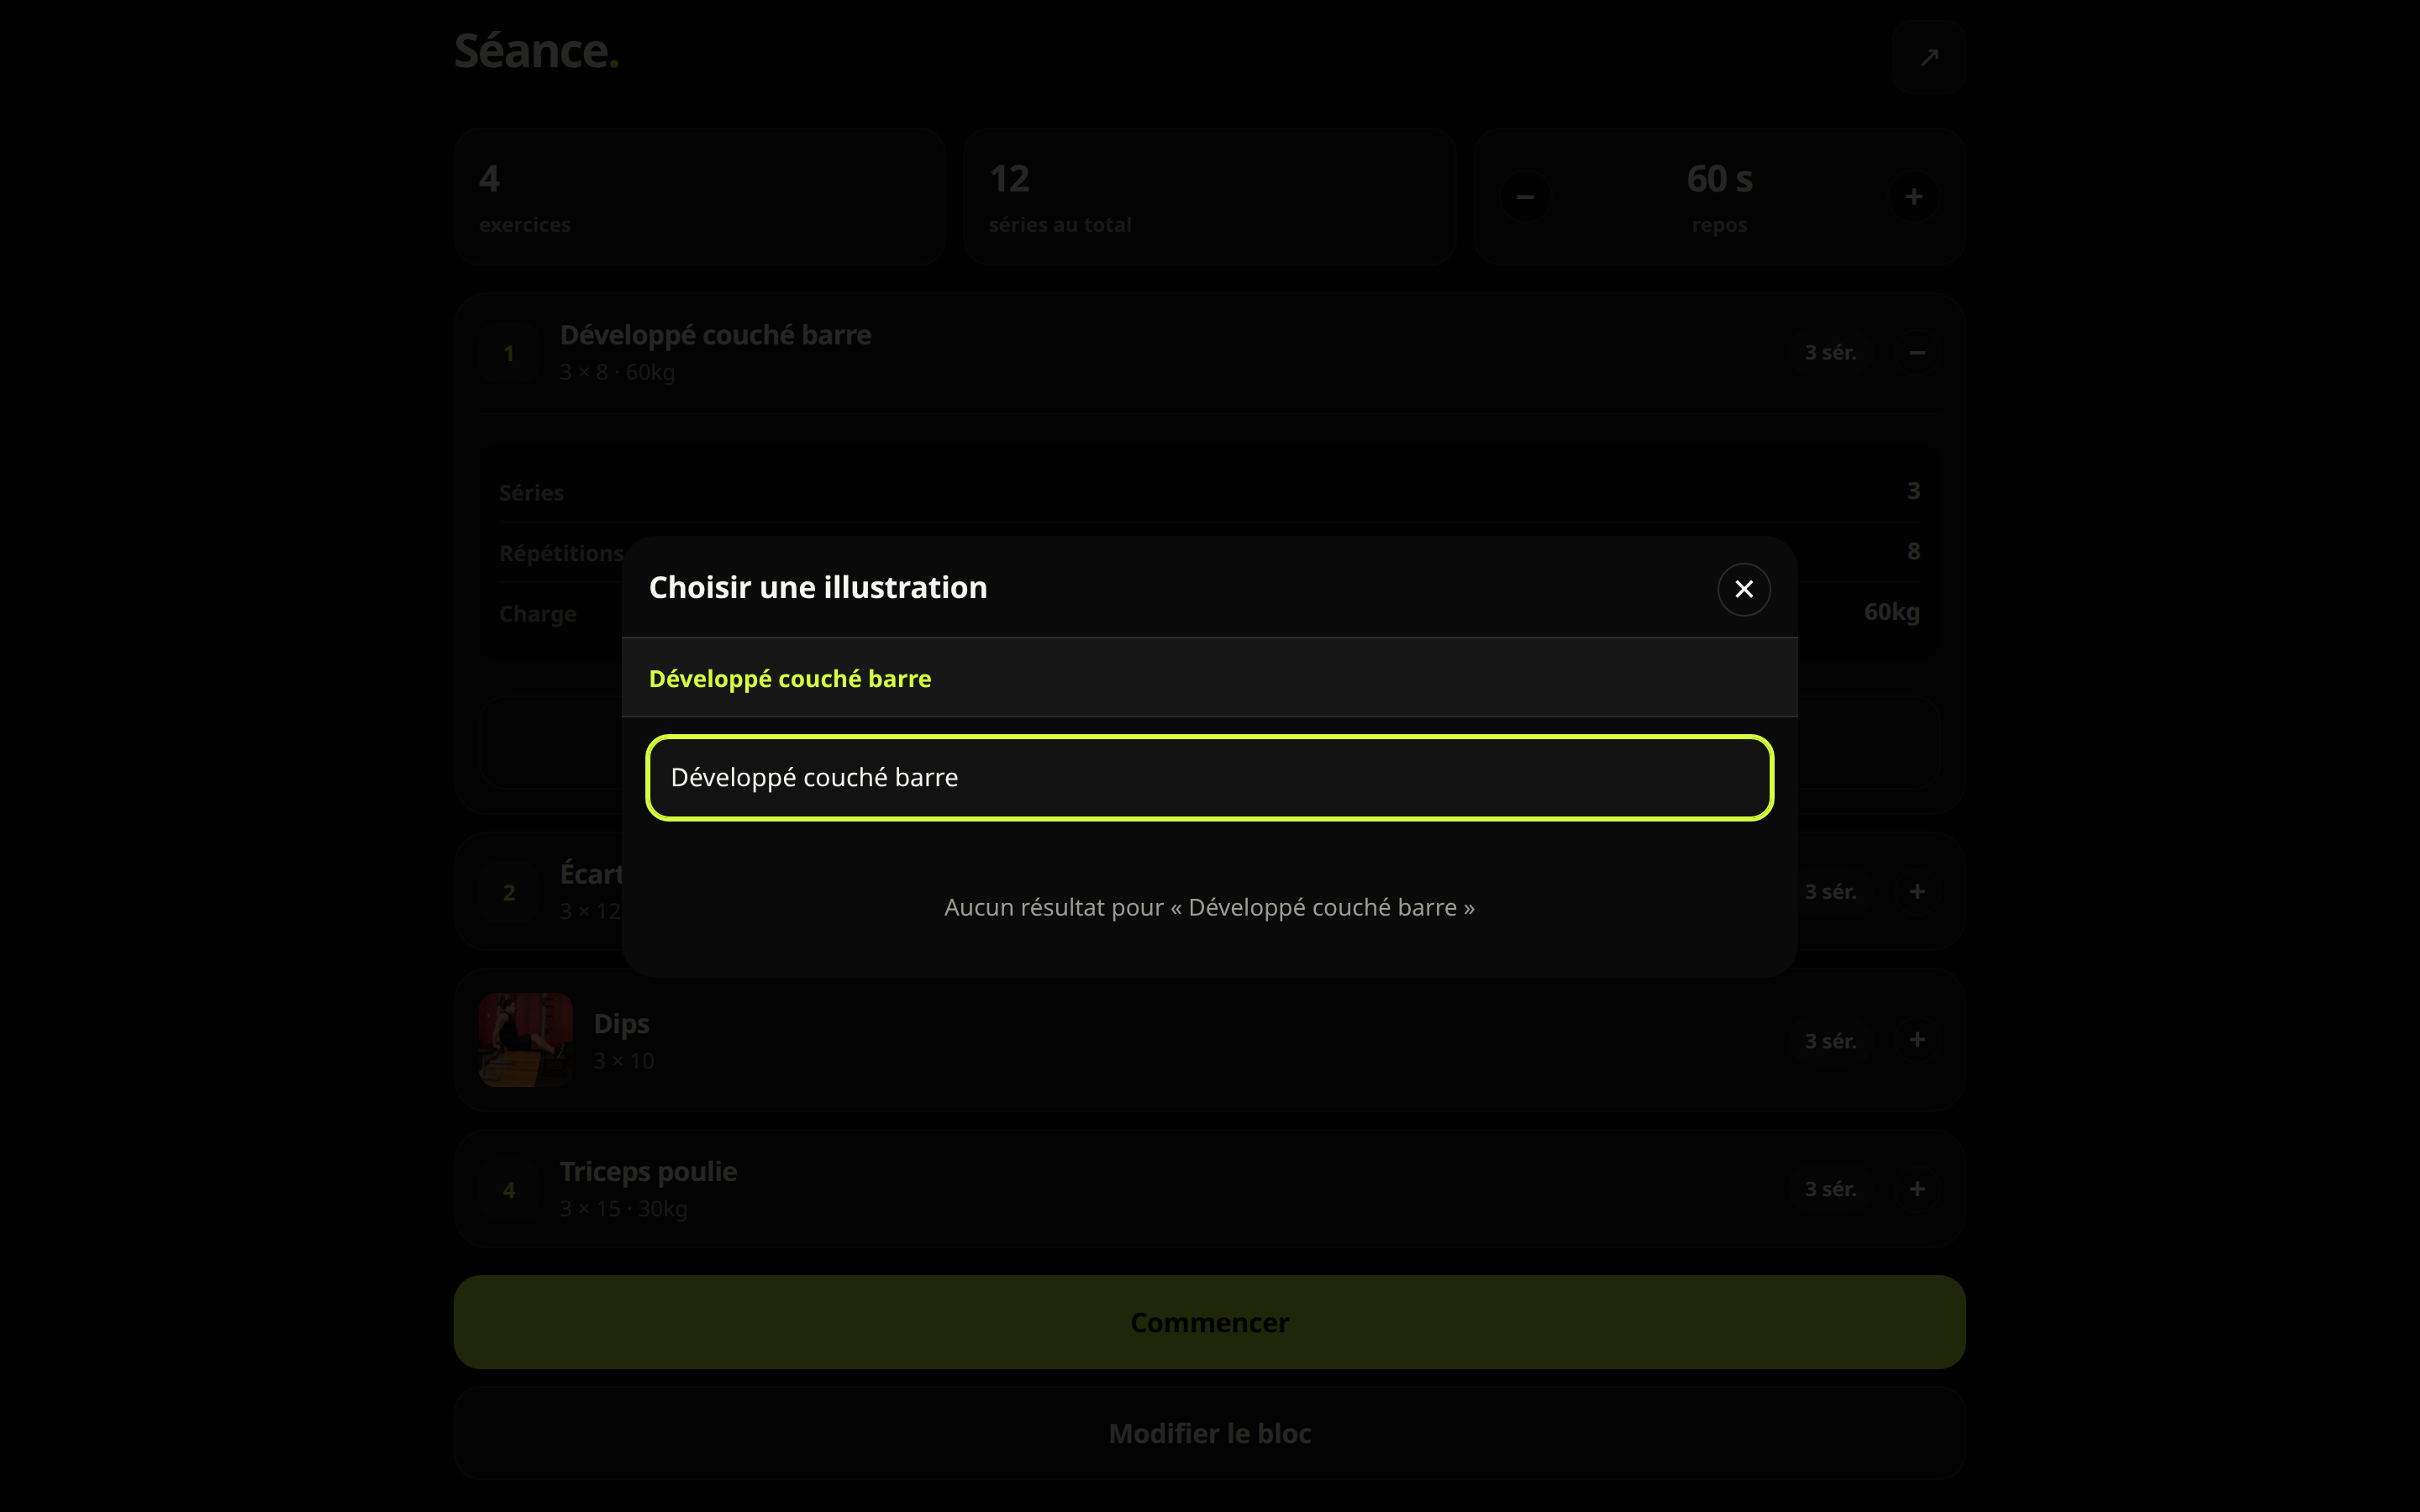 Séance.
↗
4
exercices
12
séries au total
−
60 s
repos
+
1
Développé couché barre
3 × 8 · 60kg
3 sér.
−
Séries
3
Répétitions
8
Charge
60kg
Choisir une illustration
✕
Développé couché barre
Développé couché barre
Aucun résultat pour « Développé couché barre »
2
3 × 12
3 sér.
+
Dips
3 × 10
3 sér.
+
4
Triceps poulie
3 × 15 · 30kg
3 sér.
+
Commencer
Modifier le bloc